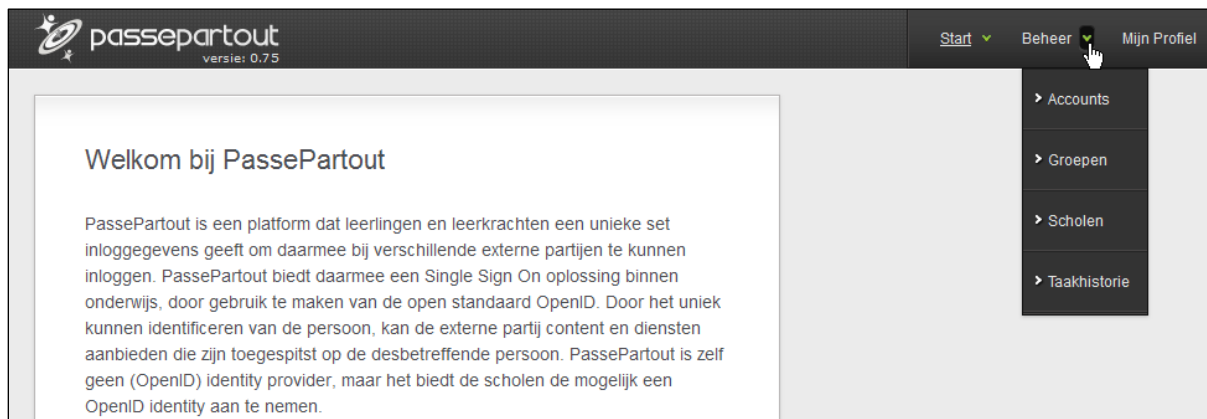 passepartout
versie: 0.75
Start
Beheer
Mijn Profiel
Accounts
Groepen
Scholen
Taakhistorie
Welkom bij PassePartout
PassePartout is een platform dat leerlingen en leerkrachten een unieke set
inloggegevens geeft om daarmee bij verschillende externe partijen te kunnen
inloggen. PassePartout biedt daarmee een Single Sign On oplossing binnen
onderwijs, door gebruik te maken van de open standaard OpenID. Door het uniek
kunnen identificeren van de persoon, kan de externe partij content en diensten
aanbieden die zijn toegespitst op de desbetreffende persoon. PassePartout is zelf
geen (OpenID) identity provider, maar het biedt de scholen de mogelijk een
OpenID identity aan te nemen.